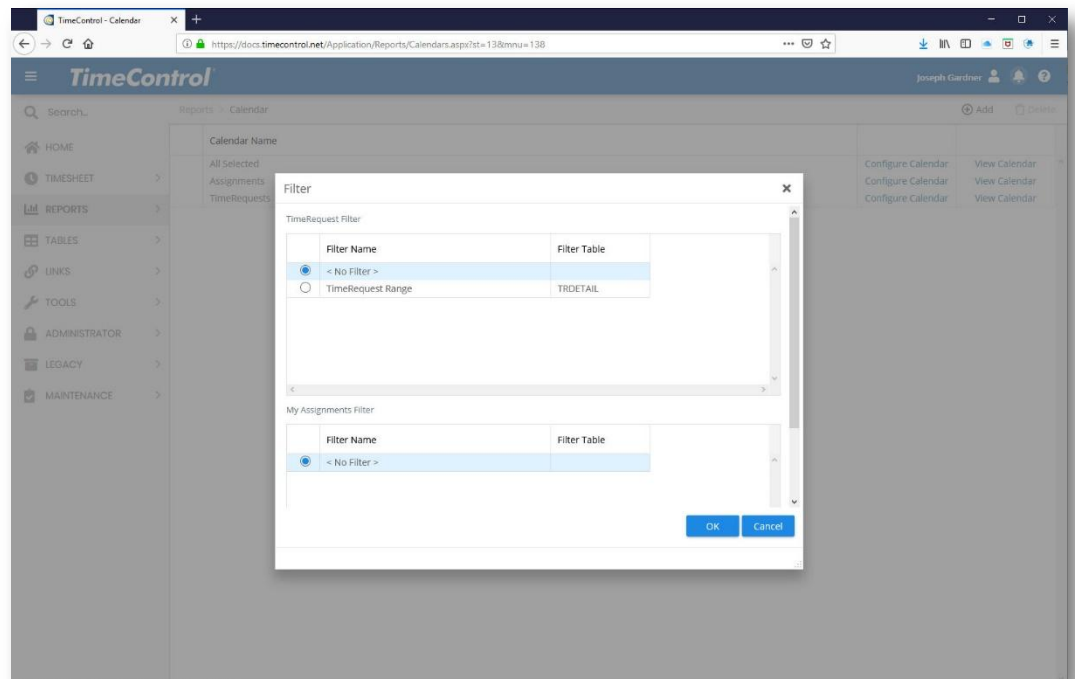 TimeControl - Calendar
https://docs.timecontrol.net/Application/Reports/Calendars.aspx?st=13&mnu=138
TimeControl
Joseph Gardner
Search...
Reports > Calendar
Add
Delete
HOME
TIMESHEET
REPORTS
TABLES
LINKS
TOOLS
ADMINISTRATOR
LEGACY
MAINTENANCE
Calendar Name
All Selected Configure Calendar View Calendar
Assignments Configure Calendar View Calendar
TimeRequests Configure Calendar View Calendar
Filter
TimeRequest Filter
Filter Name Filter Table
< No Filter >
TimeRequest Range TRDETAIL
My Assignments Filter
Filter Name Filter Table
< No Filter >
OK Cancel